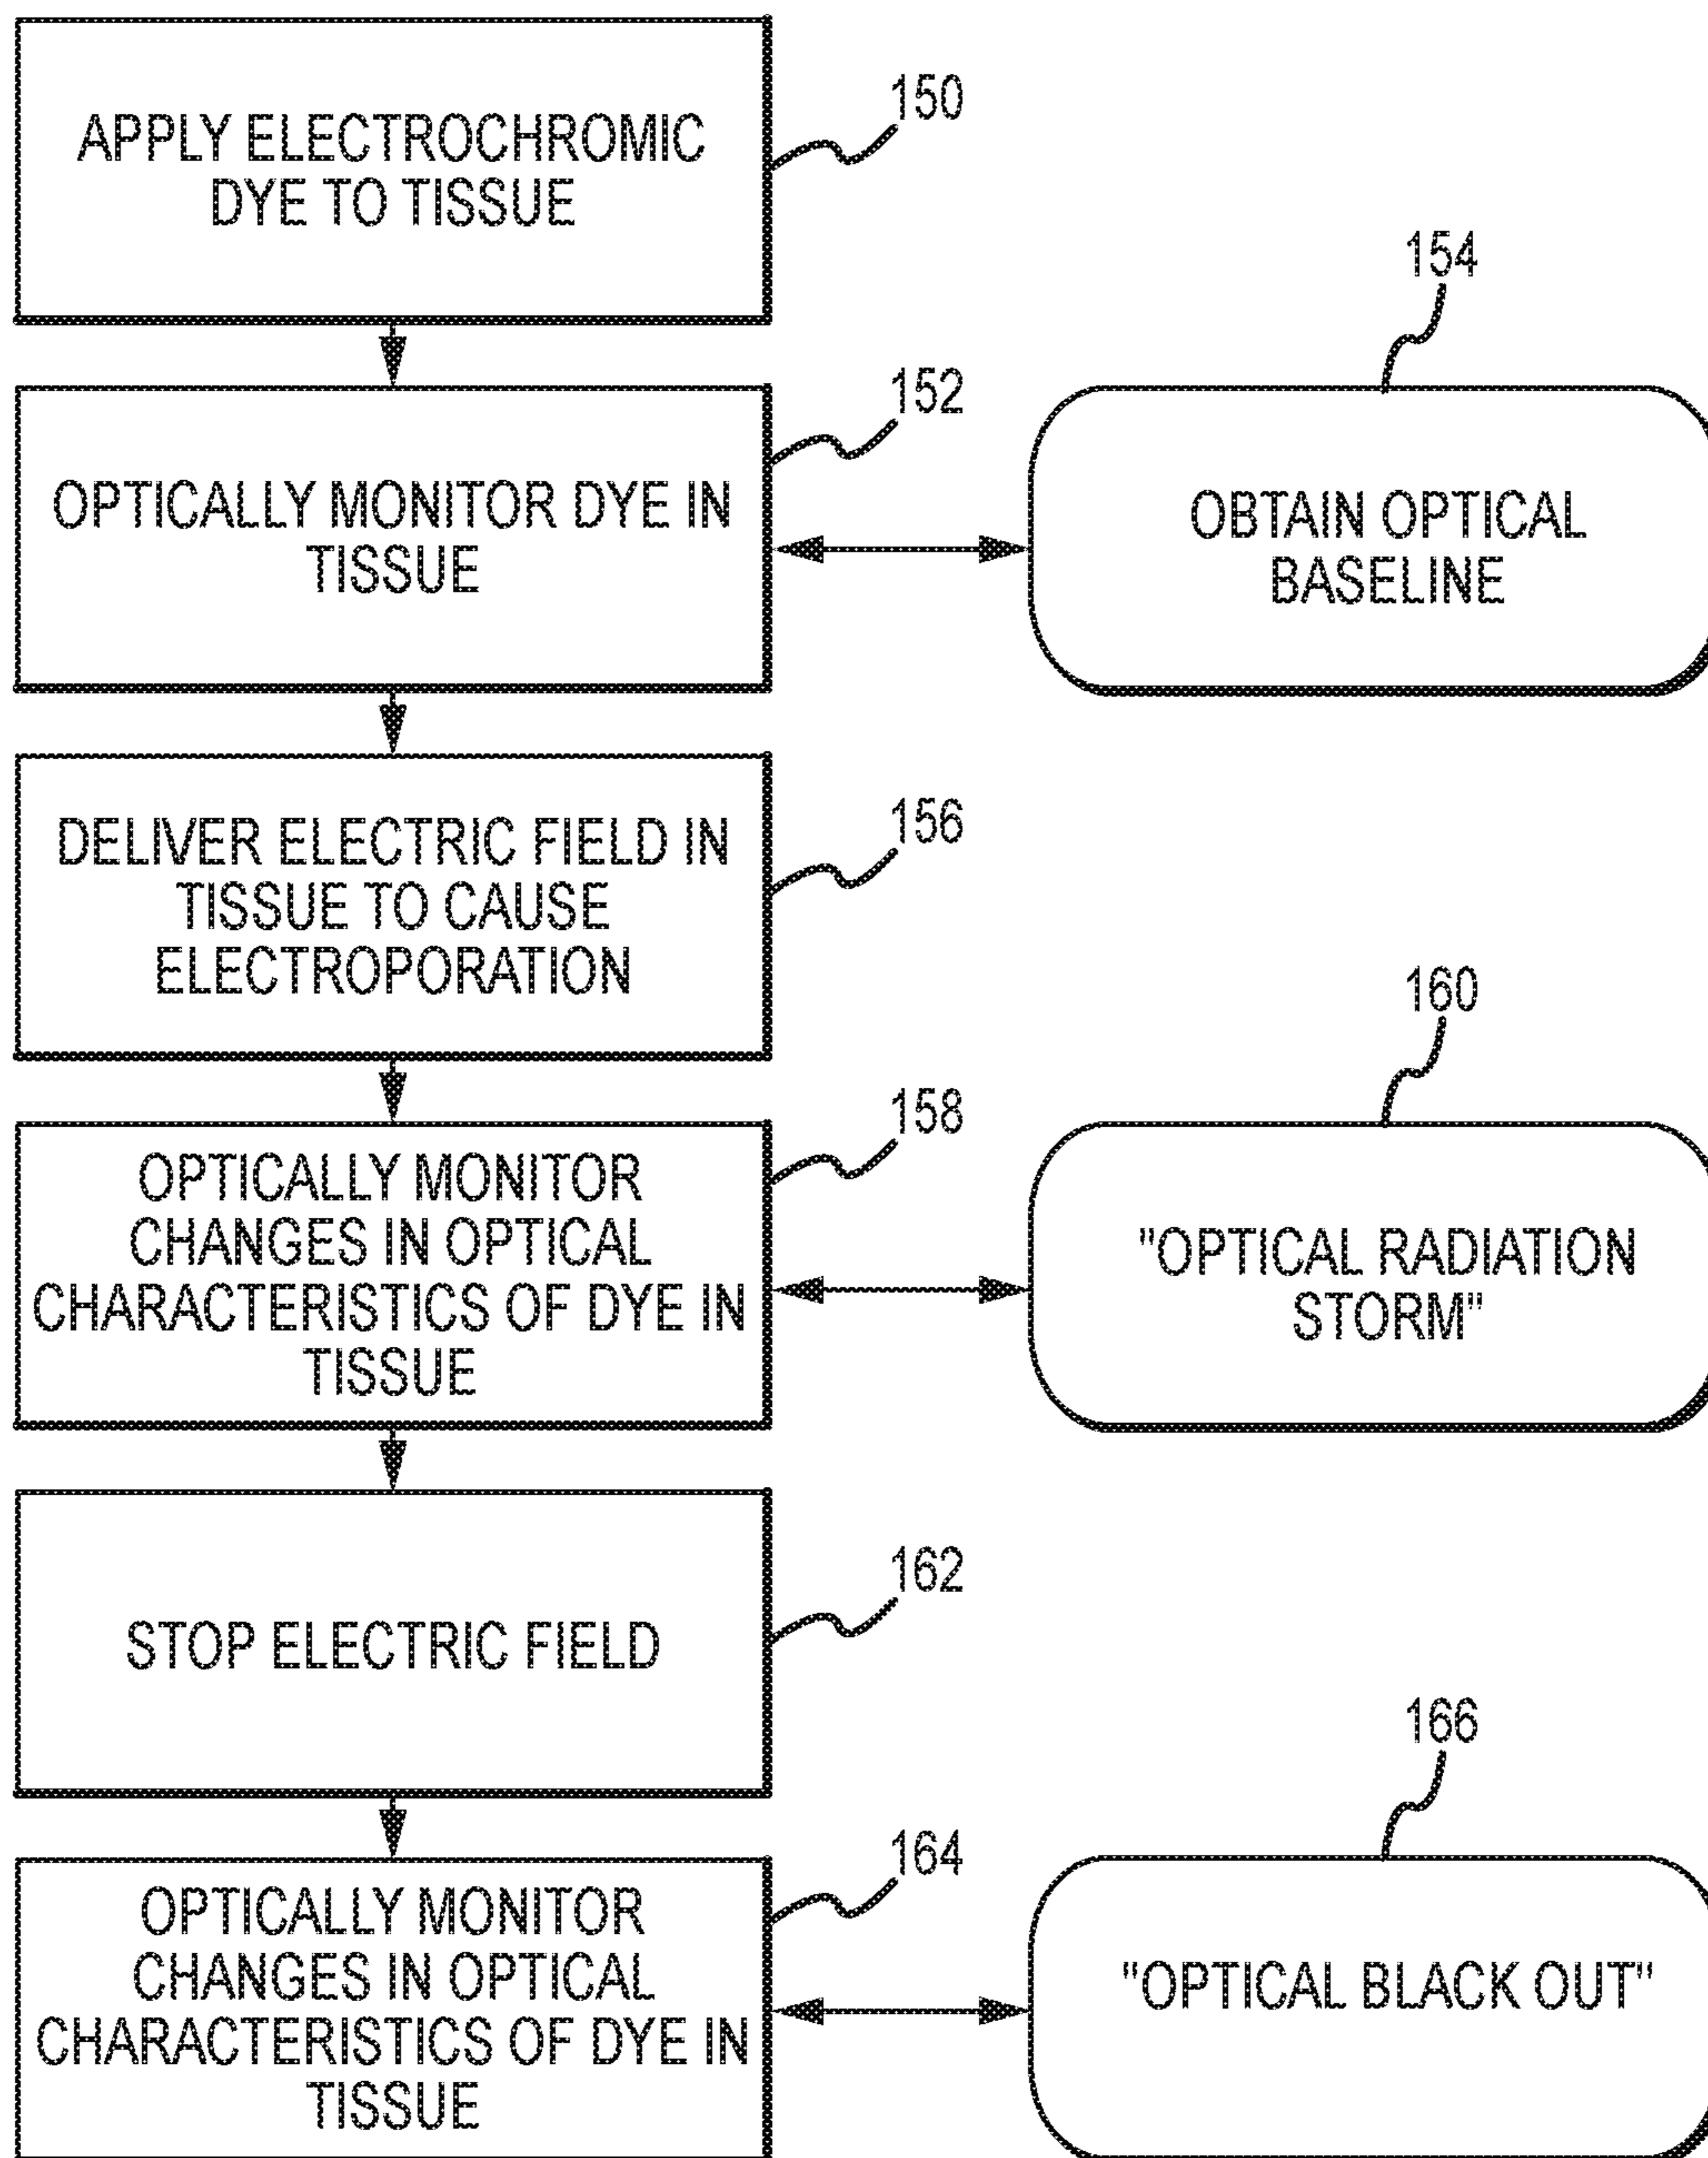 APPLY ELECTROCHROMIC
DYE TO TISSUE
150
OPTICALLY MONITOR DYE IN
TISSUE
152
OBTAIN OPTICAL
BASELINE
154
DELIVER ELECTRIC FIELD IN
TISSUE TO CAUSE
ELECTROPORATION
156
OPTICALLY MONITOR
CHANGES IN OPTICAL
CHARACTERISTICS OF DYE IN
TISSUE
158
"OPTICAL RADIATION
STORM"
160
STOP ELECTRIC FIELD
162
OPTICALLY MONITOR
CHANGES IN OPTICAL
CHARACTERISTICS OF DYE IN
TISSUE
164
"OPTICAL BLACK OUT"
166